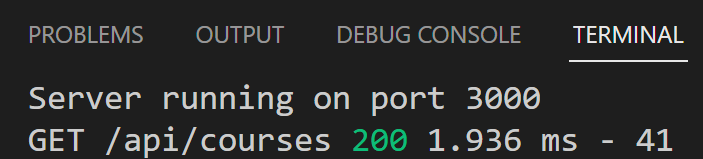 PROBLEMS OUTPUT DEBUG CONSOLE TERMINAL
Server running on port 3000
GET /api/courses 200 1.936 ms - 41